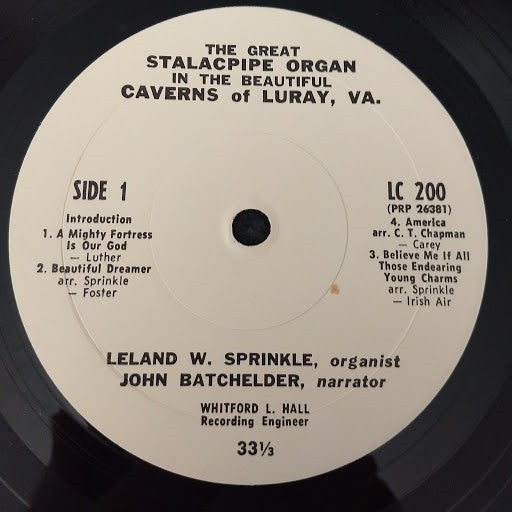 THE GREAT
STALACPIPE ORGAN
IN THE BEAUTIFUL
CAVERNS of LURAY, VA.
SIDE 1
Introduction
1. A Mighty Fortress
Is Our God
— Luther
2. Beautiful Dreamer
arr. Sprinkle
— Foster
LC 200
(PRP 26381)
4. America
arr. C. T. Chapman
— Carey
3. Believe Me If All
Those Endearing
Young Charms
arr. Sprinkle
— Irish Air
LELAND W. SPRINKLE, organist
JOHN BATCHELDER, narrator
WHITFORD L. HALL
Recording Engineer
33⅓